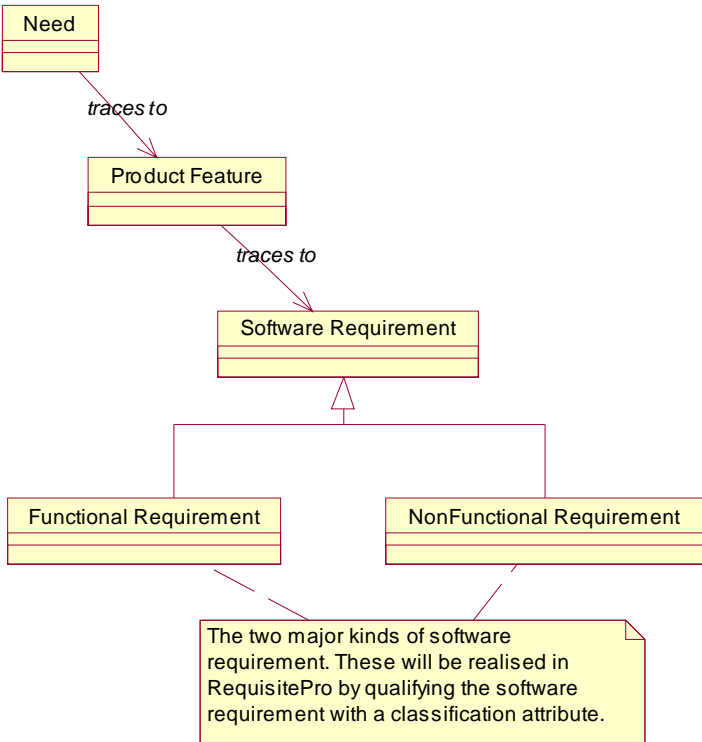 Need
traces to
Product Feature
traces to
Software Requirement
Functional Requirement
NonFunctional Requirement
The two major kinds of software
requirement. These will be realised in
RequisitePro by qualifying the software
requirement with a classification attribute.